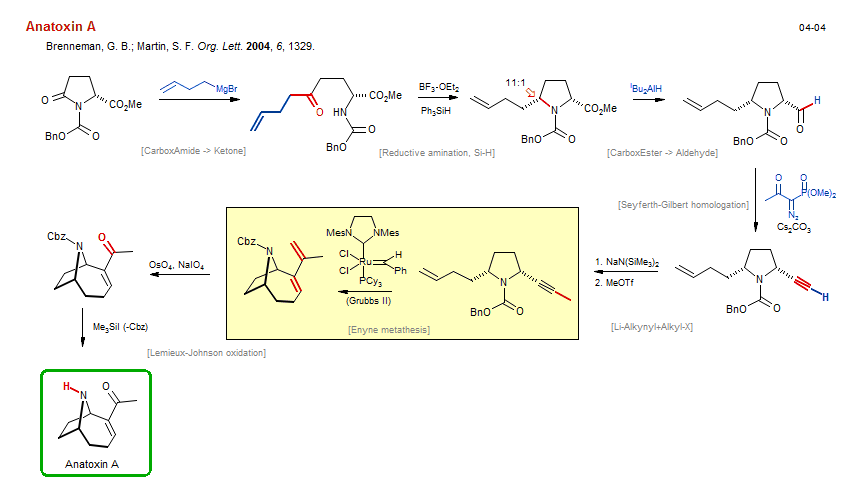 Anatoxin A
04-04
Brenneman, G. B.; Martin, S. F. Org. Lett. 2004, 6, 1329.
O
N
CO₂Me
BnO
O
MgBr
[CarboxAmide -> Ketone]
O
CO₂Me
HN
O
BnO
BF₃-OEt₂
Ph₃SiH
[Reductive amination, Si-H]
11:1
N
CO₂Me
BnO
O
ⁱBu₂AlH
[CarboxEster -> Aldehyde]
N
H
O
BnO
O
[Seyferth-Gilbert homologation]
O
O
P(OMe)₂
N₂
Cs₂CO₃
Cbz
N
O
OsO₄, NaIO₄
Cbz
N
MesN
NMes
Cl
Ru
H
Cl
Ph
PCy₃
(Grubbs II)
[Enyne metathesis]
N
BnO
O
1. NaN(SiMe₃)₂
2. MeOTf
[Li-Alkynyl+Alkyl-X]
N
H
BnO
O
Me₃SiI (-Cbz)
[Lemieux-Johnson oxidation]
H
N
O
Anatoxin A